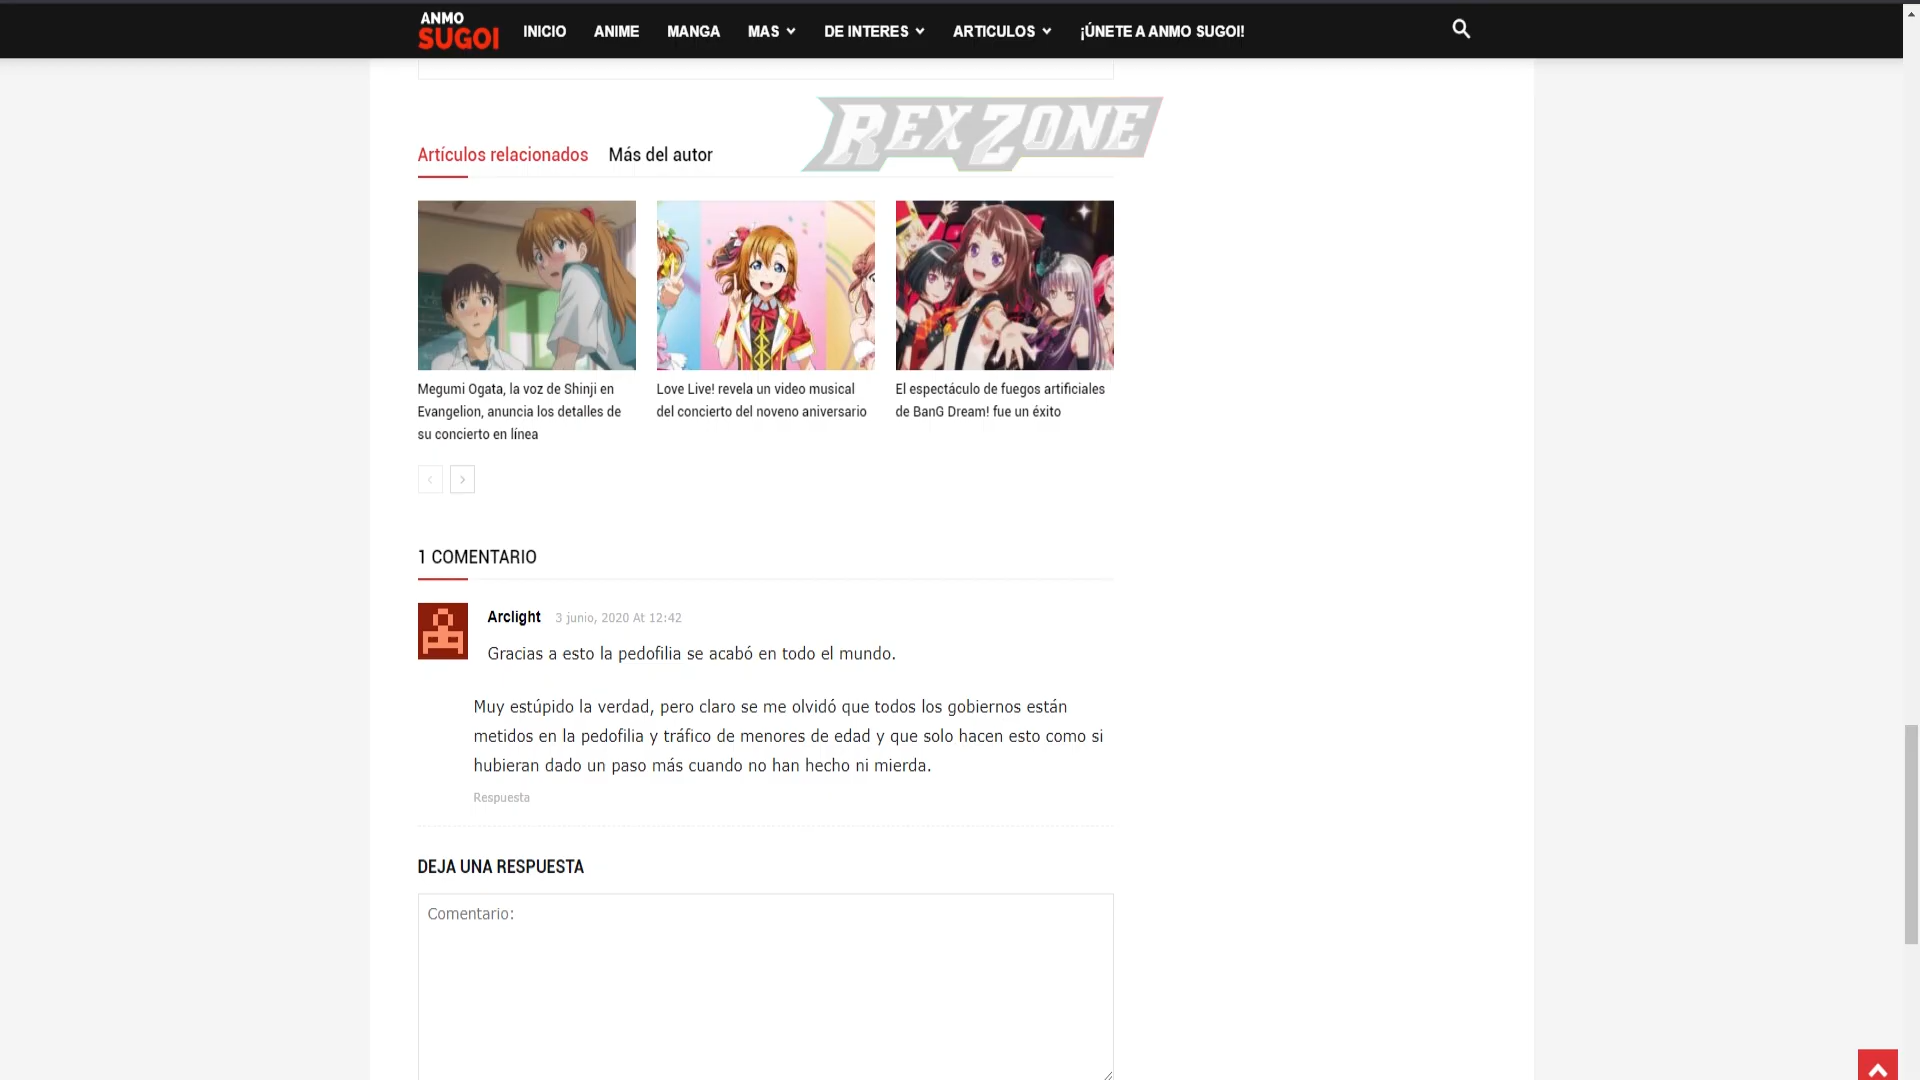 ANMO
SUGOI
INICIO ANIME MANGA MAS DE INTERES ARTICULOS ¡ÚNETE A ANMO SUGOI!
REX ZONE
Artículos relacionados Más del autor
Megumi Ogata, la voz de Shinji en
Evangelion, anuncia los detalles de
su concierto en línea
Love Live! revela un video musical
del concierto del noveno aniversario
El espectáculo de fuegos artificiales
de BanG Dream! fue un éxito
1 COMENTARIO
Arclight 3 junio, 2020 At 12:42
Gracias a esto la pedofilia se acabó en todo el mundo.
Muy estúpido la verdad, pero claro se me olvidó que todos los gobiernos están
metidos en la pedofilia y tráfico de menores de edad y que solo hacen esto como si
hubieran dado un paso más cuando no han hecho ni mierda.
Respuesta
DEJA UNA RESPUESTA
Comentario: